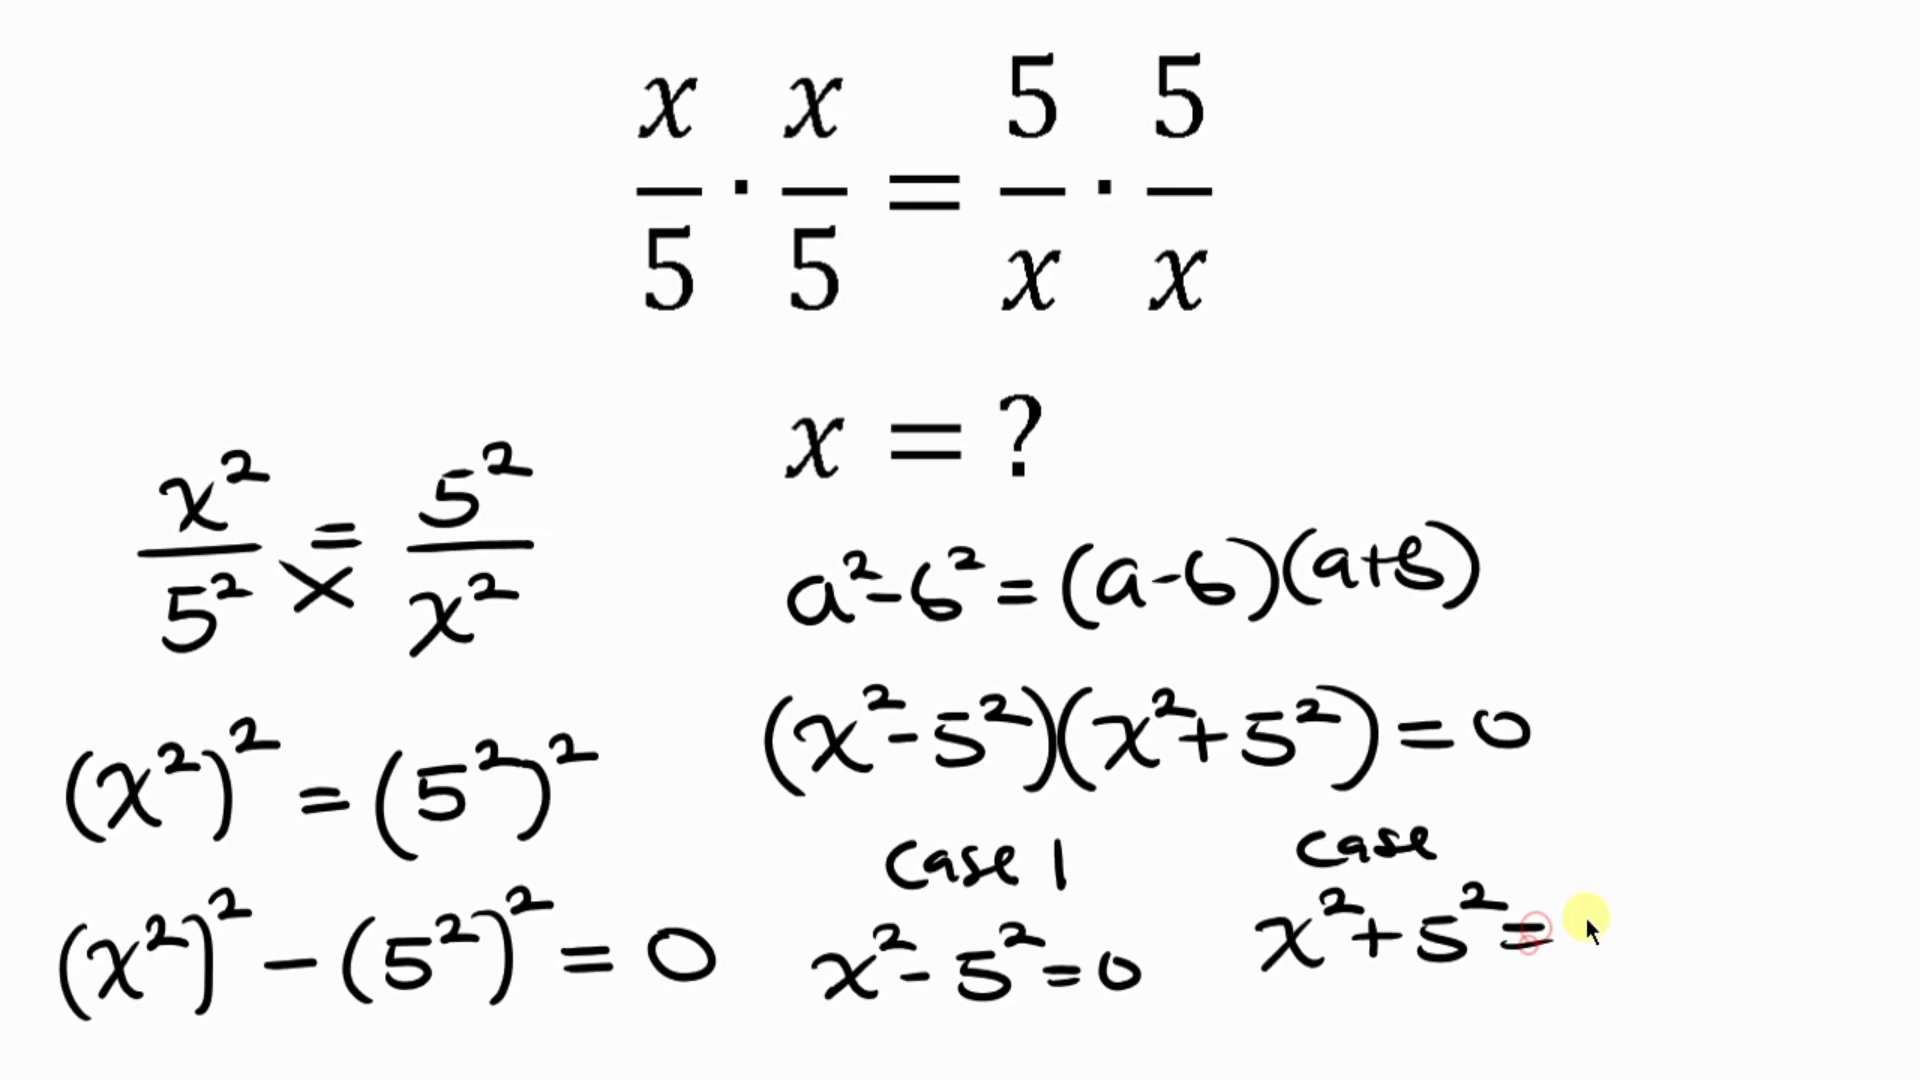 x/5 · x/5 = 5/x · 5/x
x = ?
x²/5² = 5²/x²
(x²)² = (5²)²
(x²)² - (5²)² = 0
a² - b² = (a-b)(a+b)
(x² - 5²)(x² + 5²) = 0
case 1
x² - 5² = 0
case
x² + 5² =